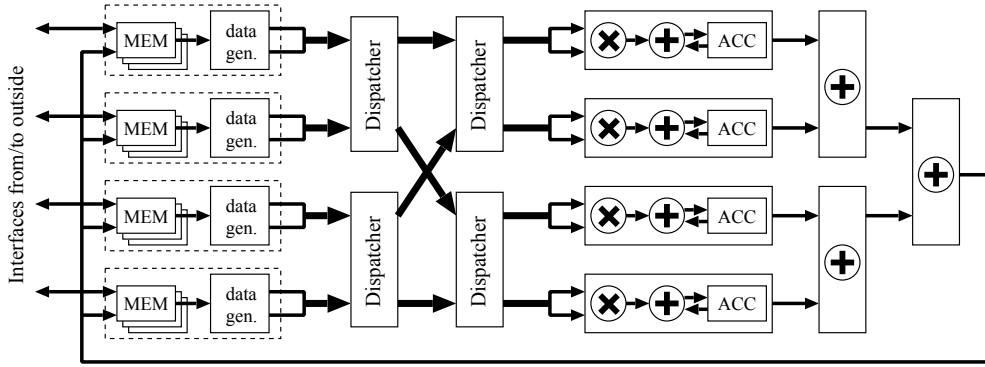 Interfaces from/to outside
MEM
data
gen.
Dispatcher
Dispatcher
ACC
MEM
data
gen.
ACC
MEM
data
gen.
Dispatcher
Dispatcher
ACC
MEM
data
gen.
ACC